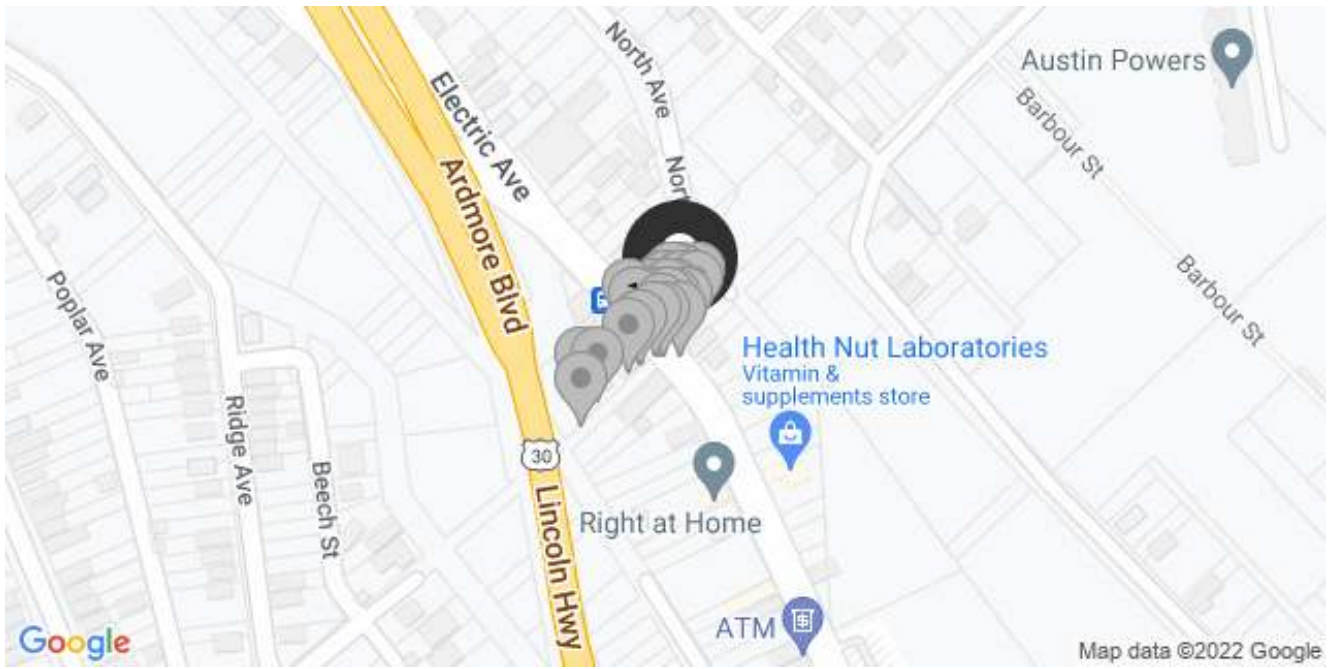 North Ave
Austin Powers
Electric Ave
Barbour St
Ardmore Blvd
Nort
Poplar Ave
Barbour St
Health Nut Laboratories
Vitamin &
supplements store
Ridge Ave
Beech St
30
Lincoln Hwy
Right at Home
ATM
Google
Map data ©2022 Google